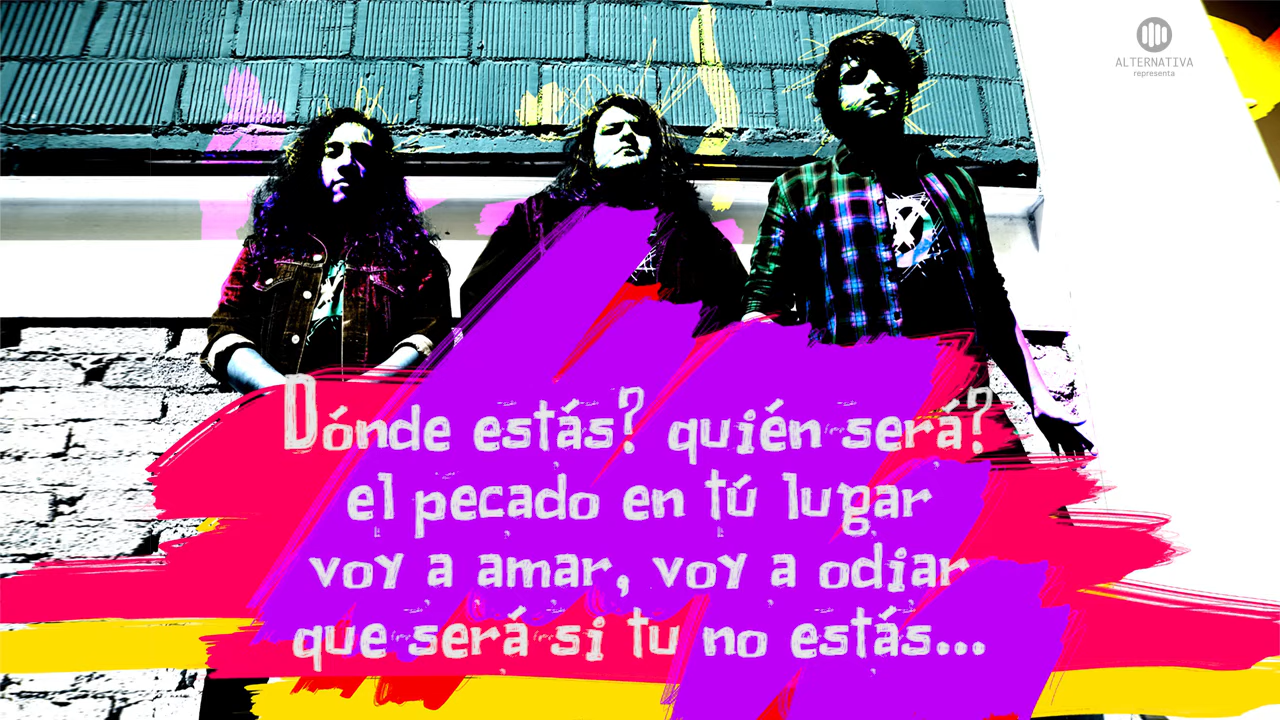 ALTERNATIVA
representa
Dónde estás? quién será?
el pecado en tú lugar
voy a amar, voy a odiar
que será si tu no estás...